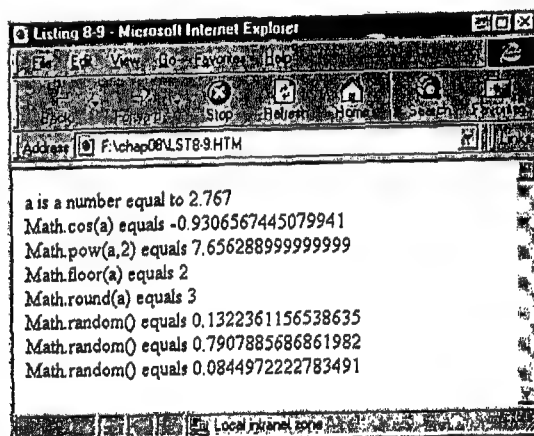 Listing 8-9 - Microsoft Internet Explorer
File Edit View Go Favorites Help
Back Forward Stop Refresh Home Search Favorites
Address F:\chap08\LST8-9.HTM
a is a number equal to 2.767
Math.cos(a) equals -0.9306567445079941
Math.pow(a,2) equals 7.656288999999999
Math.floor(a) equals 2
Math.round(a) equals 3
Math.random() equals 0.1322361156538635
Math.random() equals 0.7907885686861982
Math.random() equals 0.0844972222783491
Local intranet zone